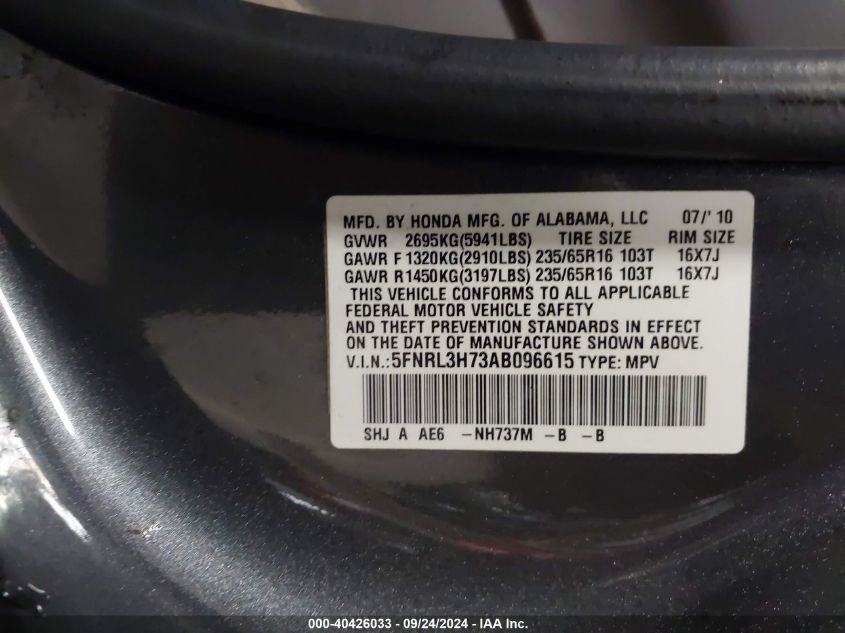 MFD. BY HONDA MFG. OF ALABAMA, LLC 07/' 10
GVWR 2695KG(5941LBS) TIRE SIZE RIM SIZE
GAWR F 1320KG(2910LBS) 235/65R16 103T 16X7J
GAWR R1450KG(3197LBS) 235/65R16 103T 16X7J
THIS VEHICLE CONFORMS TO ALL APPLICABLE
FEDERAL MOTOR VEHICLE SAFETY
AND THEFT PREVENTION STANDARDS IN EFFECT
ON THE DATE OF MANUFACTURE SHOWN ABOVE.
V.I.N.:5FNRL3H73AB096615 TYPE: MPV
SHJ A AE6 -NH737M -B -B
000-40426033 - 09/24/2024 - IAA Inc.